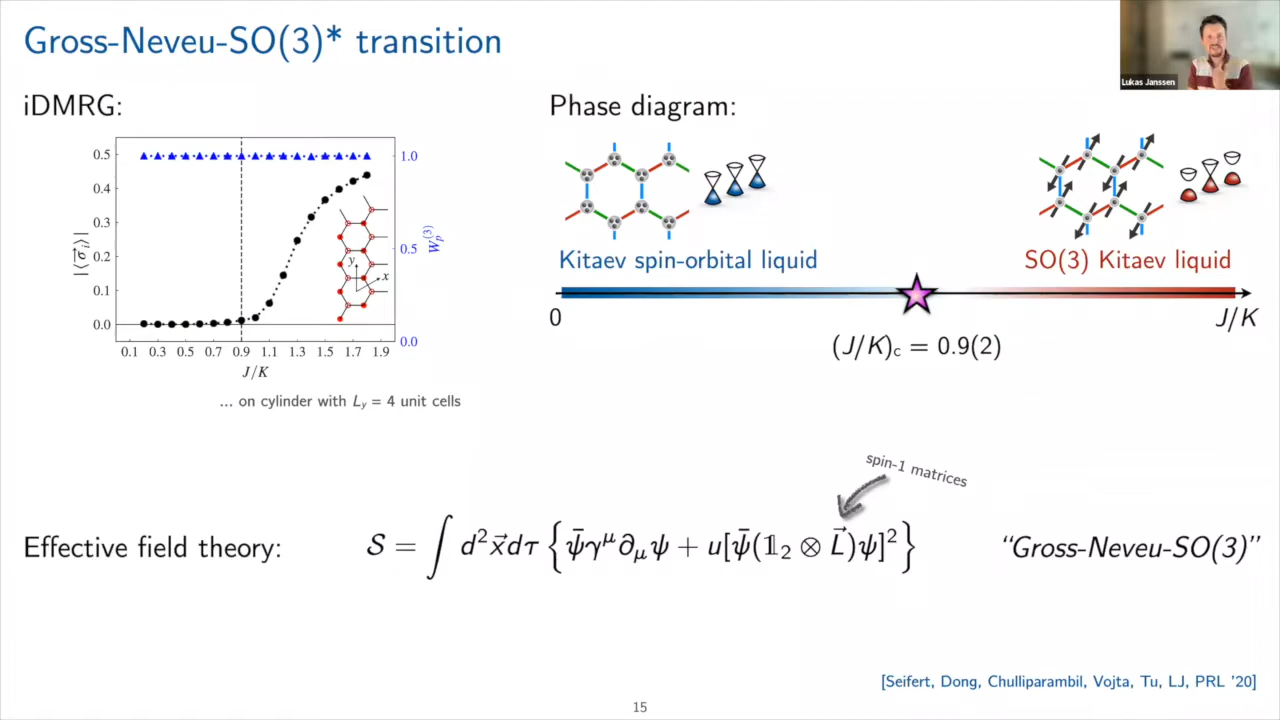 Gross-Neveu-SO(3)* transition
Lukas Janssen
iDMRG:
Phase diagram:
0.5
0.4
0.3
0.2
0.1
0.0
|⟨σ⃗ᵢ⟩|
1.0
0.5
0.0
Wₚ⁽³⁾
y
x
0.1 0.3 0.5 0.7 0.9 1.1 1.3 1.5 1.7 1.9
J/K
... on cylinder with Lᵧ = 4 unit cells
Kitaev spin-orbital liquid
SO(3) Kitaev liquid
0
J/K
(J/K)c = 0.9(2)
spin-1 matrices
Effective field theory:
𝒮 = ∫ d²x⃗dτ {ψ̄γ^μ∂_μψ + u[ψ̄(𝟙₂ ⊗ L⃗)ψ]²}
“Gross-Neveu-SO(3)”
[Seifert, Dong, Chulliparambil, Vojta, Tu, LJ, PRL '20]
15